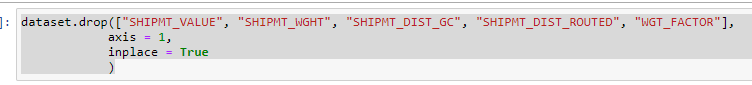 ]: dataset.drop(["SHIPMT_VALUE", "SHIPMT_WGHT", "SHIPMT_DIST_GC", "SHIPMT_DIST_ROUTED", "WGT_FACTOR"],
axis = 1,
inplace = True
)